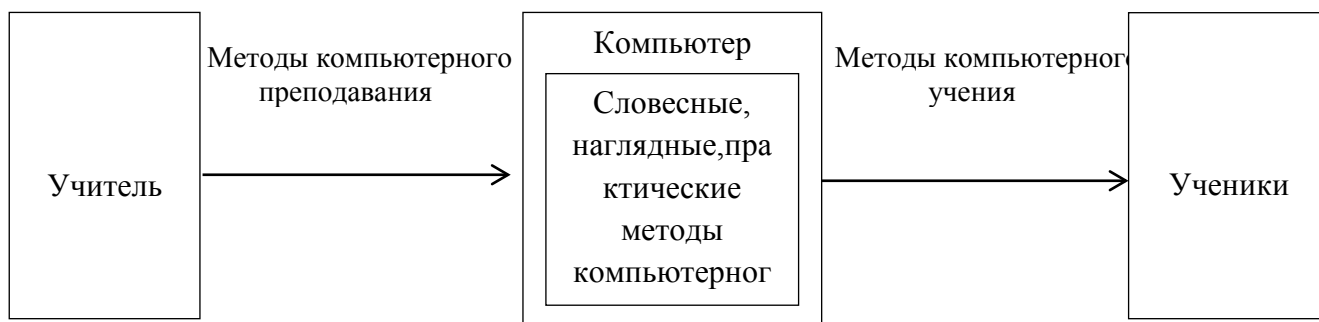 Учитель
Методы компьютерного
преподавания
Компьютер
Словесные,
наглядные,пра
ктические
методы
компьютерног
Методы компьютерног
учения
Ученики